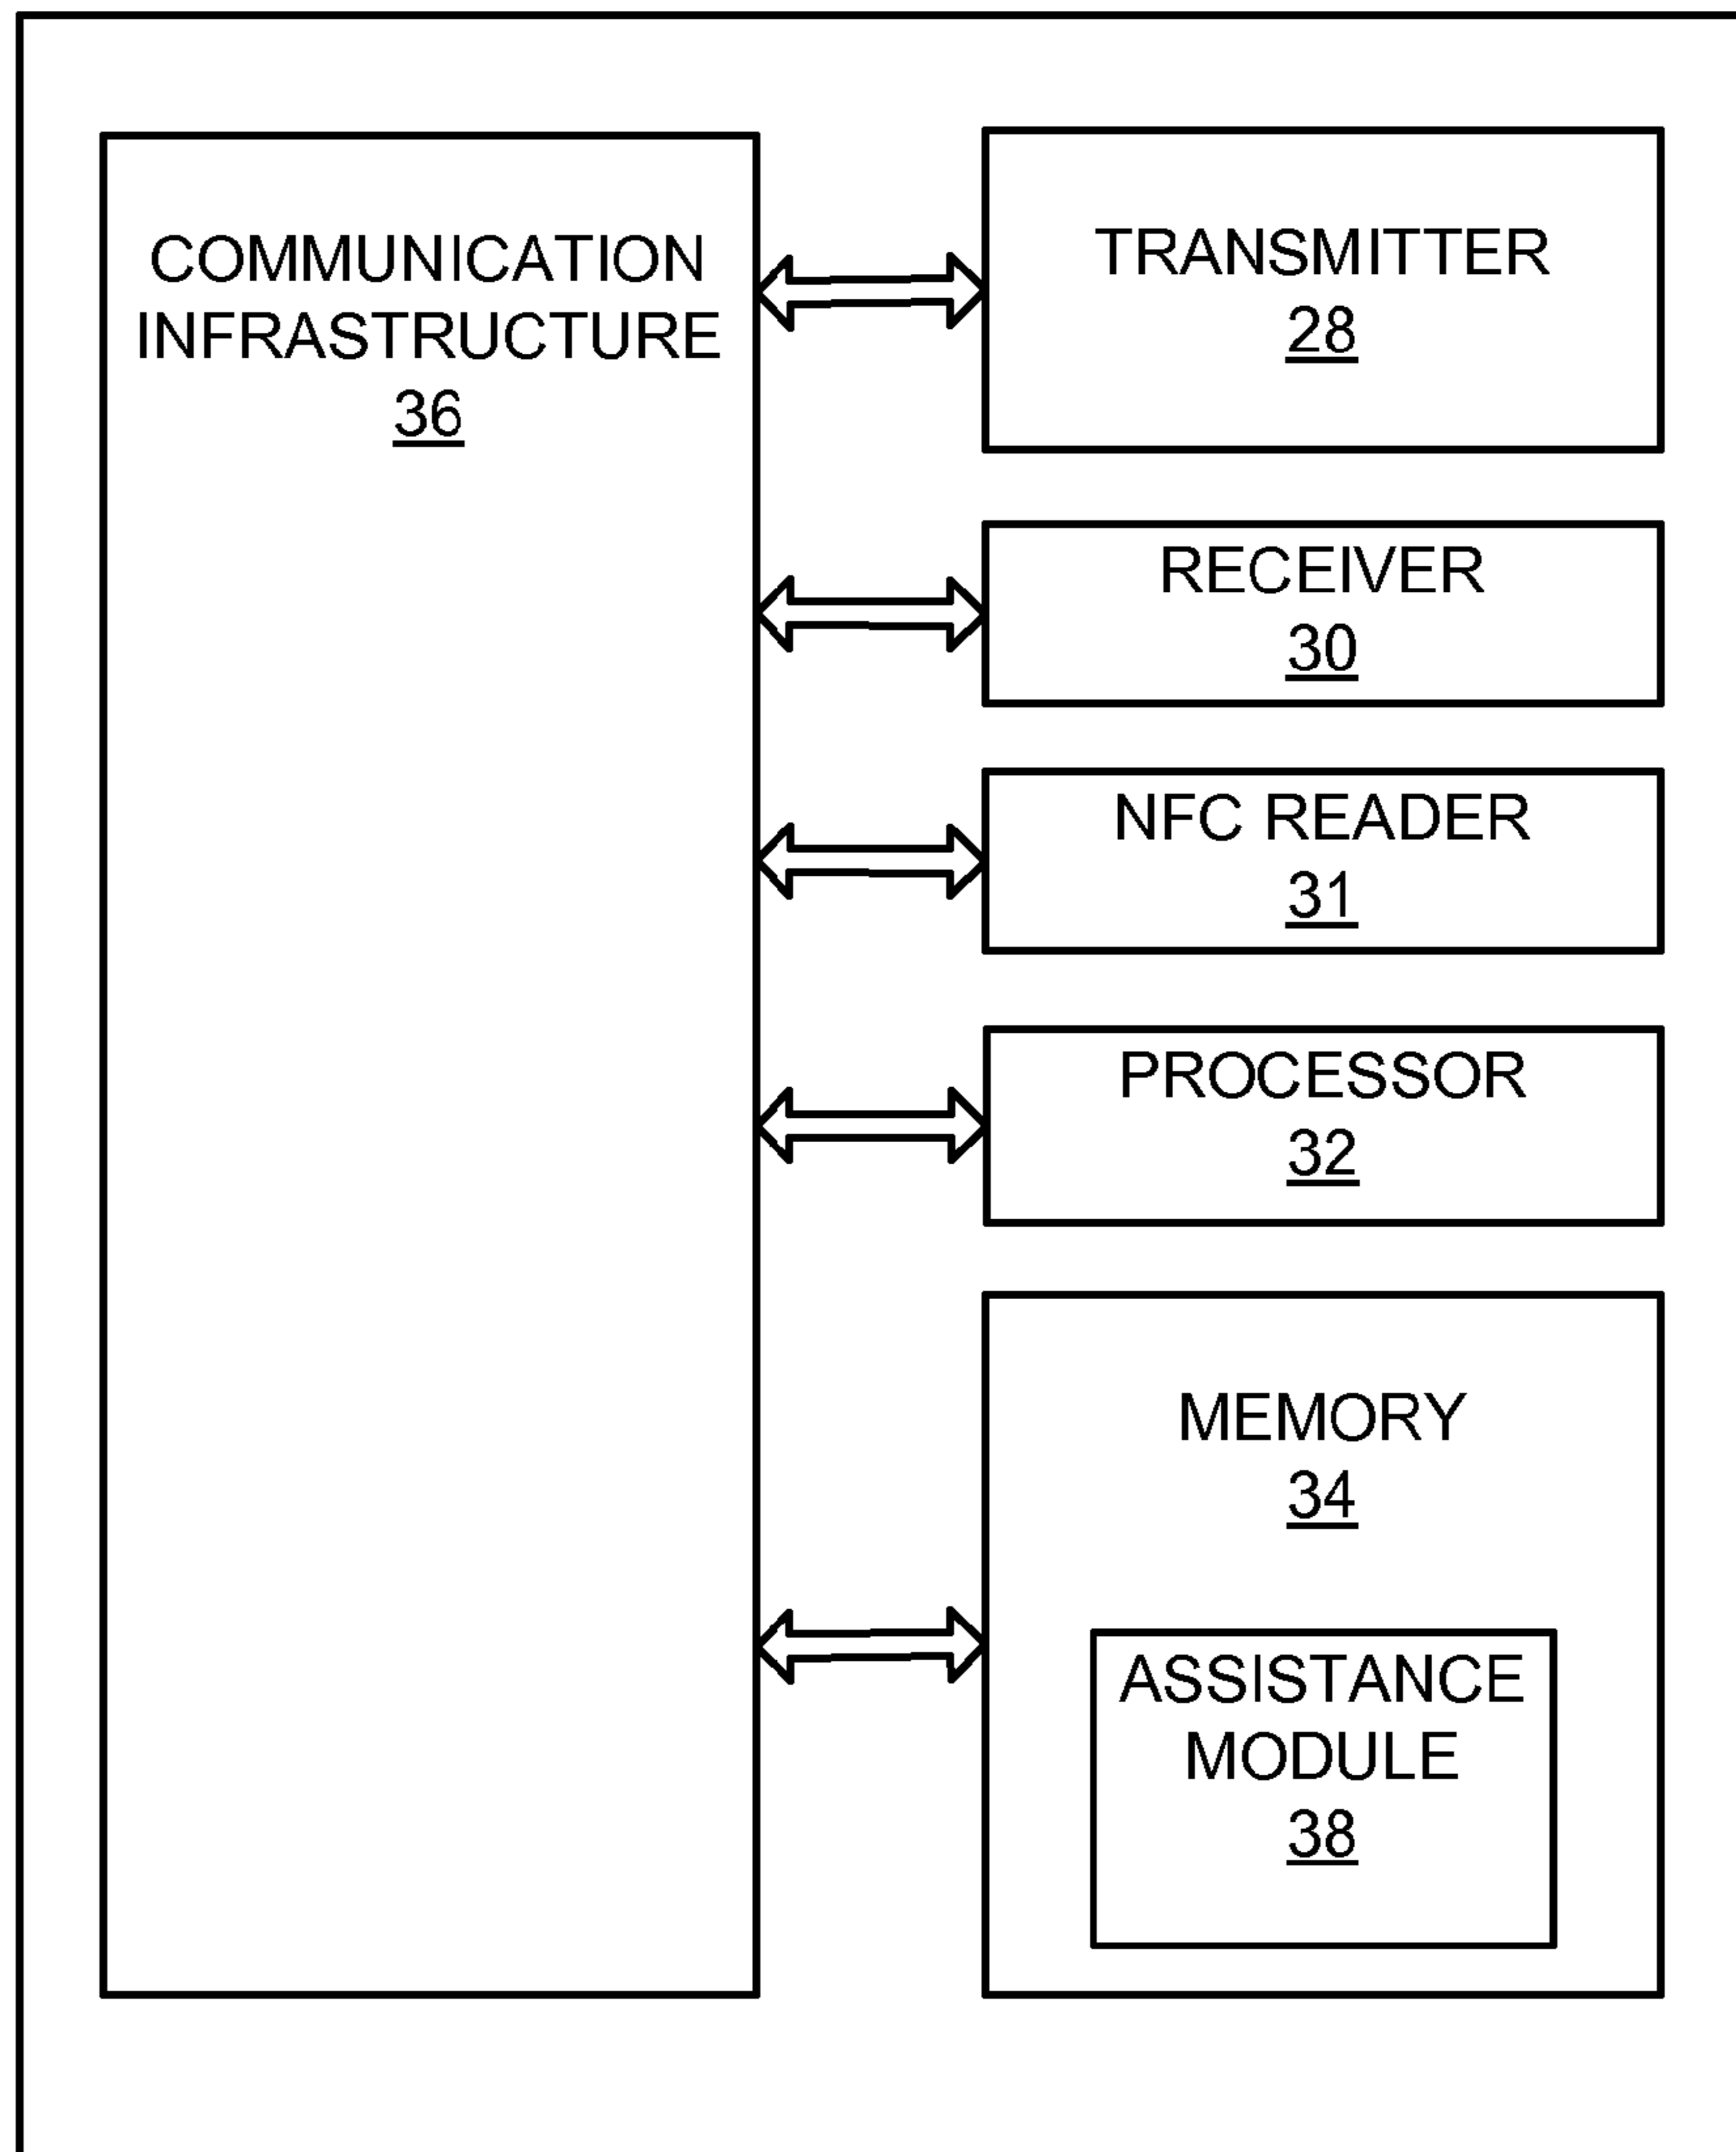 COMMUNICATION
INFRASTRUCTURE
36
TRANSMITTER
28
RECEIVER
30
NFC READER
31
PROCESSOR
32
MEMORY
34
ASSISTANCE
MODULE
38